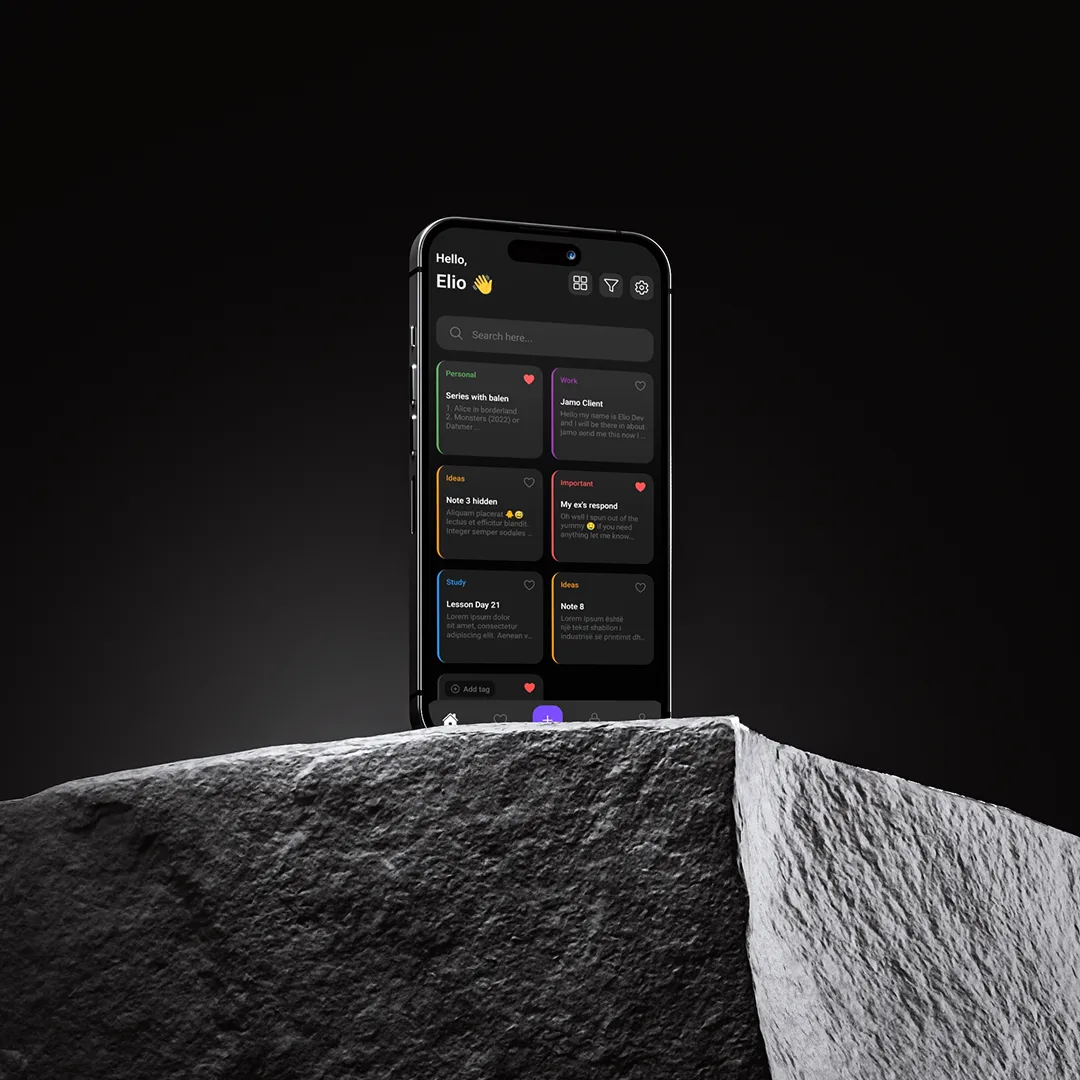 Hello,
Elio 👋
Search here...
Personal
Series with balen
1. Alice in borderland
2. Monsters (2022) or
Dahmer ...
Work
Jamo Client
Hello my name is Elio Dev
and I will be there in about
jamo send me this now I ...
Ideas
Note 3 hidden
Aliquam placerat 🐥😅
lectus et efficitur blandit.
Integer semper sodales ...
Important
My ex's respond
Oh well I spun out of the
yummy 😉 if you need
anything let me know...
Study
Lesson Day 21
Lorem ipsum dolor
sit amet, consectetur
adipiscing elit. Aenean v...
Ideas
Note 8
Lorem Ipsum është
një tekst shabllon i
industrisë së printimit dh...
Add tag